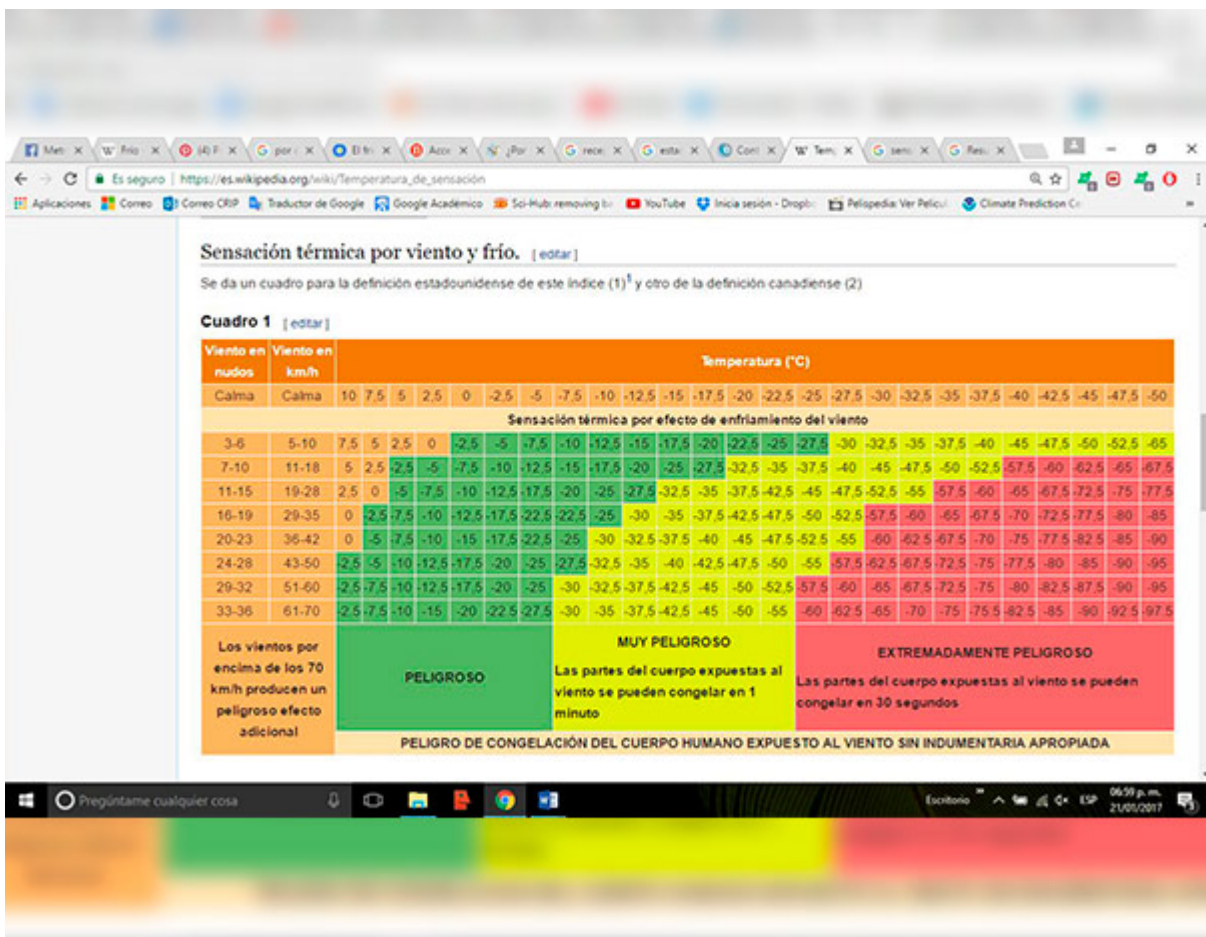 Met
W Frío
(4) P
G por
El fr
Acce
¿Por
G rece
G esta
Cont
W Tem
G sens
G Res
Es seguro | https://es.wikipedia.org/wiki/Temperatura_de_sensación
Aplicaciones Correo Correo CRIP Traductor de Google Google Académico Sci-Hub: removing b YouTube Inicia sesión - Dropb Pelispedia: Ver Pelicu Climate Prediction Ce »
Sensación térmica por viento y frío. [ editar ]
Se da un cuadro para la definición estadounidense de este índice (1)1 y otro de la definición canadiense (2)
Cuadro 1 [ editar ]
Viento en nudos Viento en km/h Temperatura (°C)
Calma Calma 10 7,5 5 2,5 0 -2,5 -5 -7,5 -10 -12,5 -15 -17,5 -20 -22,5 -25 -27,5 -30 -32,5 -35 -37,5 -40 -42,5 -45 -47,5 -50
Sensación térmica por efecto de enfriamiento del viento
3-6 5-10 7,5 5 2,5 0 -2,5 -5 -7,5 -10 -12,5 -15 -17,5 -20 -22,5 -25 -27,5 -30 -32,5 -35 -37,5 -40 -45 -47,5 -50 -52,5 -65
7-10 11-18 5 2,5 -2,5 -5 -7,5 -10 -12,5 -15 -17,5 -20 -25 -27,5 -32,5 -35 -37,5 -40 -45 -47,5 -50 -52,5 -57,5 -60 -62,5 -65 -67,5
11-15 19-28 2,5 0 -5 -7,5 -10 -12,5 -17,5 -20 -25 -27,5 -32,5 -35 -37,5 -42,5 -45 -47,5 -52,5 -55 -57,5 -60 -65 -67,5 -72,5 -75 -77,5
16-19 29-35 0 -2,5 -7,5 -10 -12,5 -17,5 -22,5 -22,5 -25 -30 -35 -37,5 -42,5 -47,5 -50 -52,5 -57,5 -60 -65 -67,5 -70 -72,5 -77,5 -80 -85
20-23 36-42 0 -5 -7,5 -10 -15 -17,5 -22,5 -25 -30 -32,5 -37,5 -40 -45 -47,5 -52,5 -55 -60 -62,5 -67,5 -70 -75 -77,5 -82,5 -85 -90
24-28 43-50 -2,5 -5 -10 -12,5 -17,5 -20 -25 -27,5 -32,5 -35 -40 -42,5 -47,5 -50 -55 -57,5 -62,5 -67,5 -72,5 -75 -77,5 -80 -85 -90 -95
29-32 51-60 -2,5 -7,5 -10 -12,5 -17,5 -20 -25 -30 -32,5 -37,5 -42,5 -45 -50 -52,5 -57,5 -60 -65 -67,5 -72,5 -75 -80 -82,5 -87,5 -90 -95
33-36 61-70 -2,5 -7,5 -10 -15 -20 -22,5 -27,5 -30 -35 -37,5 -42,5 -45 -50 -55 -60 -62,5 -65 -70 -75 -75,5 -82,5 -85 -90 -92,5 -97,5
Los vientos por
encima de los 70
km/h producen un
peligroso efecto
adicional
PELIGROSO
MUY PELIGROSO
Las partes del cuerpo expuestas al
viento se pueden congelar en 1
minuto
EXTREMADAMENTE PELIGROSO
Las partes del cuerpo expuestas al viento se pueden
congelar en 30 segundos
PELIGRO DE CONGELACIÓN DEL CUERPO HUMANO EXPUESTO AL VIENTO SIN INDUMENTARIA APROPIADA
Pregúntame cualquier cosa
Escritorio »
ESP
06:59 p. m.
21/01/2017